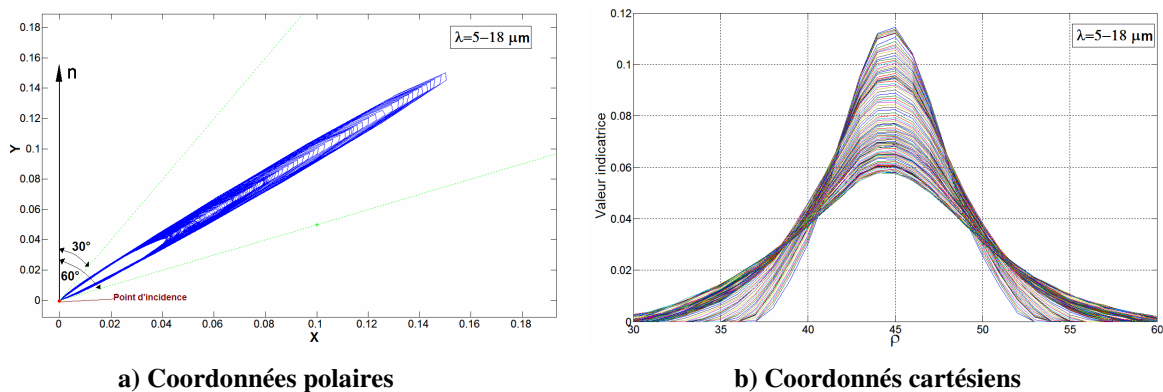 0.18
0.16
0.14
0.12
0.1
0.08
0.06
0.04
0.02
0
Y
λ=5−18 μm
n
30°
60°
Point d'incidence
0 0.02 0.04 0.06 0.08 0.1 0.12 0.14 0.16 0.18
X
a) Coordonnées polaires
0.12
0.1
0.08
0.06
0.04
0.02
0
Valeur indicatrice
λ=5−18 μm
30 35 40 45 50 55 60
ρ
b) Coordonnés cartésiens